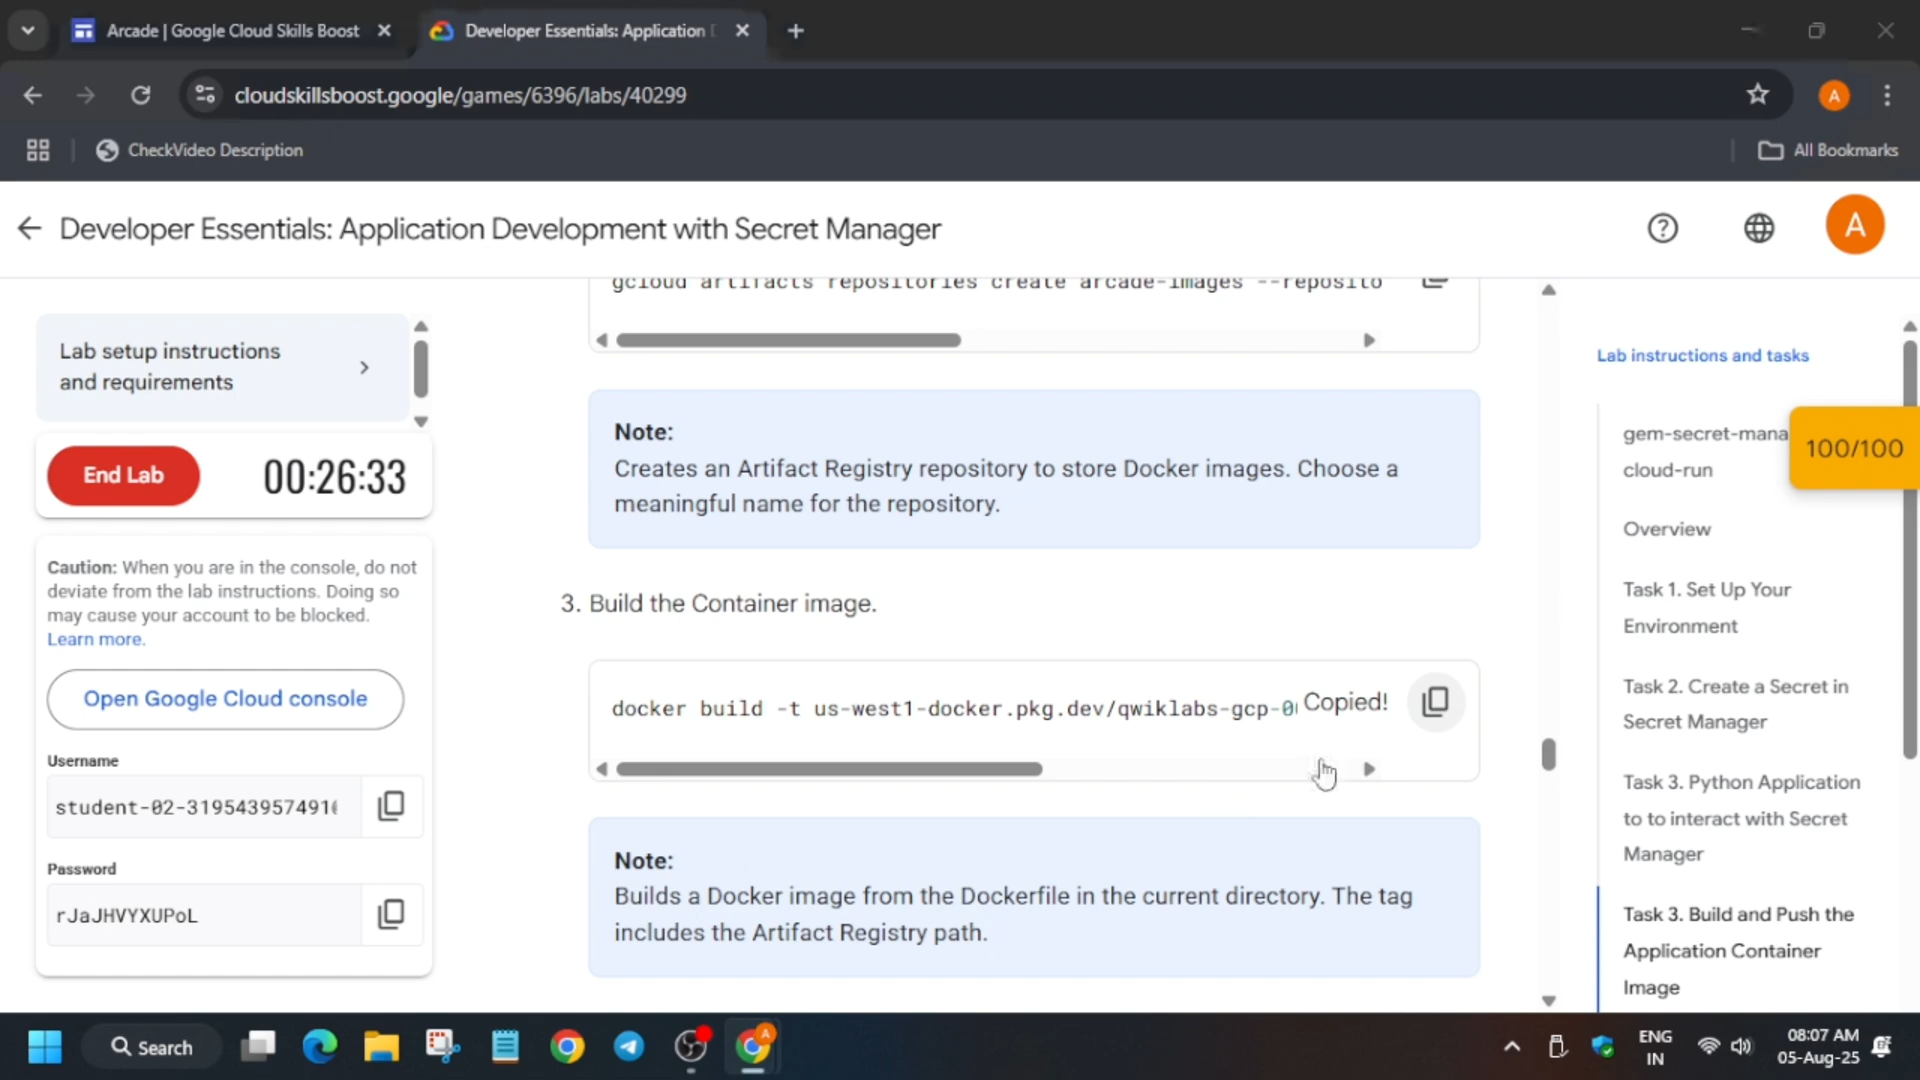 Arcade | Google Cloud Skills Boost
Developer Essentials: Application
cloudskillsboost.google/games/6396/labs/40299
A
CheckVideo Description
All Bookmarks
Developer Essentials: Application Development with Secret Manager
A
Lab setup instructions
and requirements
End Lab
00:26:33
Caution: When you are in the console, do not
deviate from the lab instructions. Doing so
may cause your account to be blocked.
Learn more.
Open Google Cloud console
Username
student-02-319543957491
Password
rJaJHVYXUPoL
gcloud artifacts repositories create arcade-images --reposito
Note:
Creates an Artifact Registry repository to store Docker images. Choose a
meaningful name for the repository.
3. Build the Container image.
docker build -t us-west1-docker.pkg.dev/qwiklabs-gcp-0
Copied!
Note:
Builds a Docker image from the Dockerfile in the current directory. The tag
includes the Artifact Registry path.
Lab instructions and tasks
gem-secret-mana
cloud-run
100/100
Overview
Task 1. Set Up Your
Environment
Task 2. Create a Secret in
Secret Manager
Task 3. Python Application
to to interact with Secret
Manager
Task 3. Build and Push the
Application Container
Image
Search
A
ENG
IN
08:07 AM
05-Aug-25